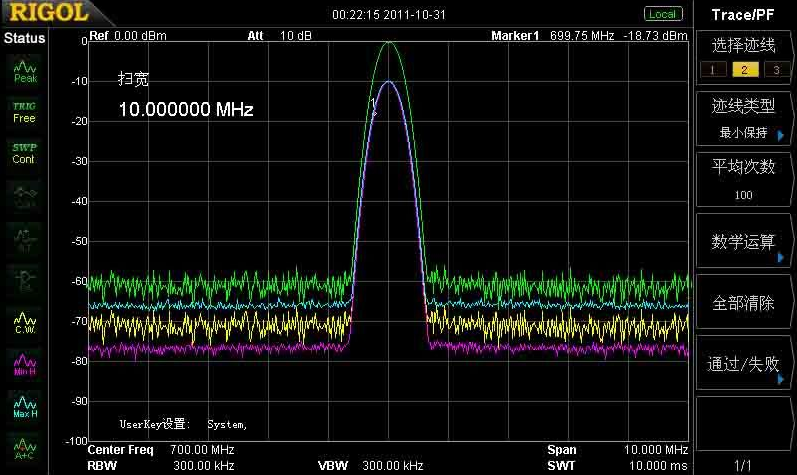 RIGOL
00:22:15 2011-10-31
Local
Trace/PF
Status
Ref 0.00 dBm Att 10 dB Marker1 699.75 MHz -18.73 dBm
选择迹线
1 2 3
迹线类型
最小保持
平均次数
100
数学运算
全部清除
通过/失败
1/1
Peak
TRIG
Free
SWP
Cont
C.W.
Min H
Max H
A+C
0
-10
-20
-30
-40
-50
-60
-70
-80
-90
-100
扫宽
10.000000 MHz
1
UserKey设置: System,
Center Freq 700.00 MHz Span 10.000 MHz
RBW 300.00 kHz VBW 300.00 kHz SWT 10.000 ms